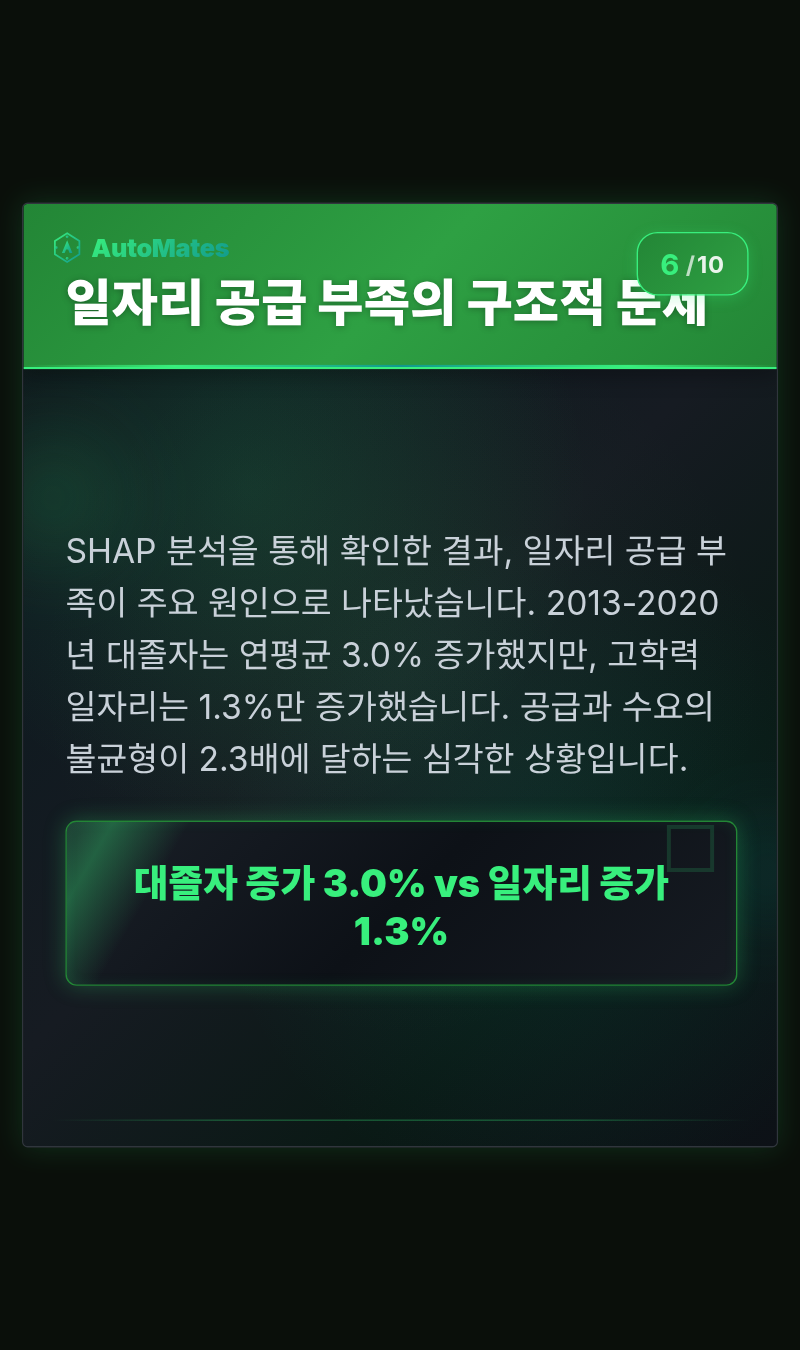 AutoMates
6 /10
일자리 공급 부족의 구조적 문제
SHAP 분석을 통해 확인한 결과, 일자리 공급 부
족이 주요 원인으로 나타났습니다. 2013-2020
년 대졸자는 연평균 3.0% 증가했지만, 고학력
일자리는 1.3%만 증가했습니다. 공급과 수요의
불균형이 2.3배에 달하는 심각한 상황입니다.
대졸자 증가 3.0% vs 일자리 증가
1.3%